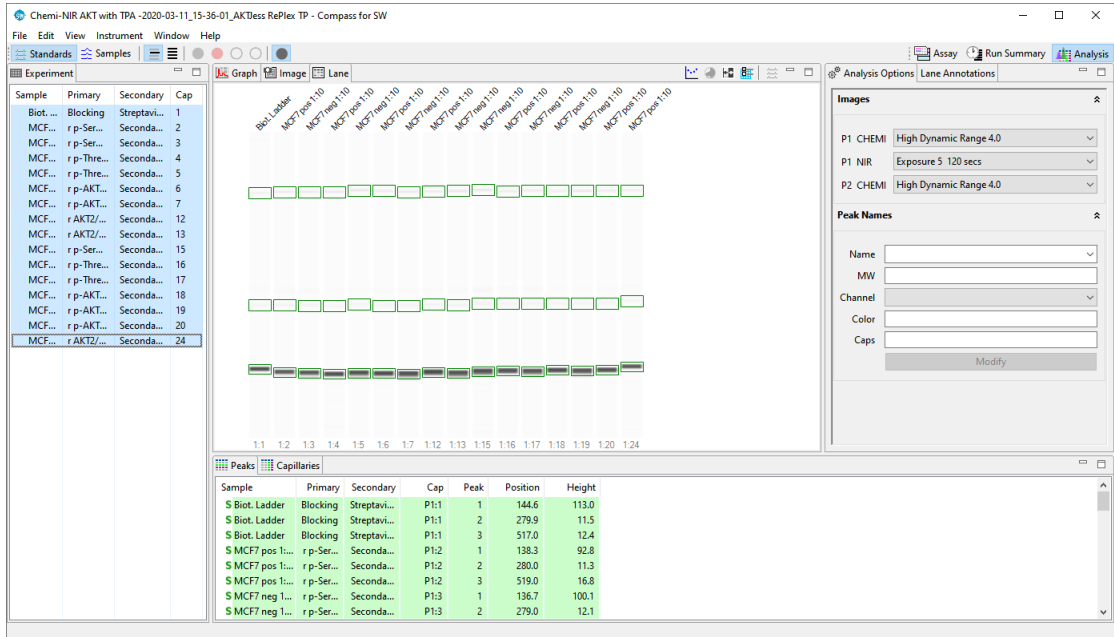 Chemi-NIR AKT with TPA -2020-03-11_15-36-01_AKTless RePlex TP - Compass for SW
File Edit View Instrument Window Help
Standards Samples Assay Run Summary Analysis
Experiment
Sample Primary Secondary Cap
Biot. ... Blocking Streptavi... 1
MCF... r p-Ser... Seconda... 2
MCF... r p-Ser... Seconda... 3
MCF... r p-Thre... Seconda... 4
MCF... r p-Thre... Seconda... 5
MCF... r p-AKT... Seconda... 6
MCF... r p-AKT... Seconda... 7
MCF... r AKT2/... Seconda... 12
MCF... r AKT2/... Seconda... 13
MCF... r p-Ser... Seconda... 15
MCF... r p-Thre... Seconda... 16
MCF... r p-Thre... Seconda... 17
MCF... r p-AKT... Seconda... 18
MCF... r p-AKT... Seconda... 19
MCF... r p-AKT... Seconda... 20
MCF... r AKT2/... Seconda... 24
Graph Image Lane
Biot. Ladder
MCF7 pos 1:10
MCF7 neg 1:10
MCF7 pos 1:10
MCF7 neg 1:10
MCF7 pos 1:10
MCF7 neg 1:10
MCF7 pos 1:10
MCF7 neg 1:10
MCF7 pos 1:10
MCF7 neg 1:10
MCF7 pos 1:10
MCF7 neg 1:10
MCF7 pos 1:10
MCF7 neg 1:10
MCF7 pos 1:10
1:1 1:2 1:3 1:4 1:5 1:6 1:7 1:12 1:13 1:15 1:16 1:17 1:18 1:19 1:20 1:24
Analysis Options Lane Annotations
Images
P1 CHEMI High Dynamic Range 4.0
P1 NIR Exposure 5 120 secs
P2 CHEMI High Dynamic Range 4.0
Peak Names
Name
MW
Channel
Color
Caps
Modify
Peaks Capillaries
Sample Primary Secondary Cap Peak Position Height
S Biot. Ladder Blocking Streptavi... P1:1 1 144.6 113.0
S Biot. Ladder Blocking Streptavi... P1:1 2 279.9 11.5
S Biot. Ladder Blocking Streptavi... P1:1 3 517.0 12.4
S MCF7 pos 1:... r p-Ser... Seconda... P1:2 1 138.3 92.8
S MCF7 pos 1:... r p-Ser... Seconda... P1:2 2 280.0 11.3
S MCF7 pos 1:... r p-Ser... Seconda... P1:2 3 519.0 16.8
S MCF7 neg 1... r p-Ser... Seconda... P1:3 1 136.7 100.1
S MCF7 neg 1... r p-Ser... Seconda... P1:3 2 279.0 12.1